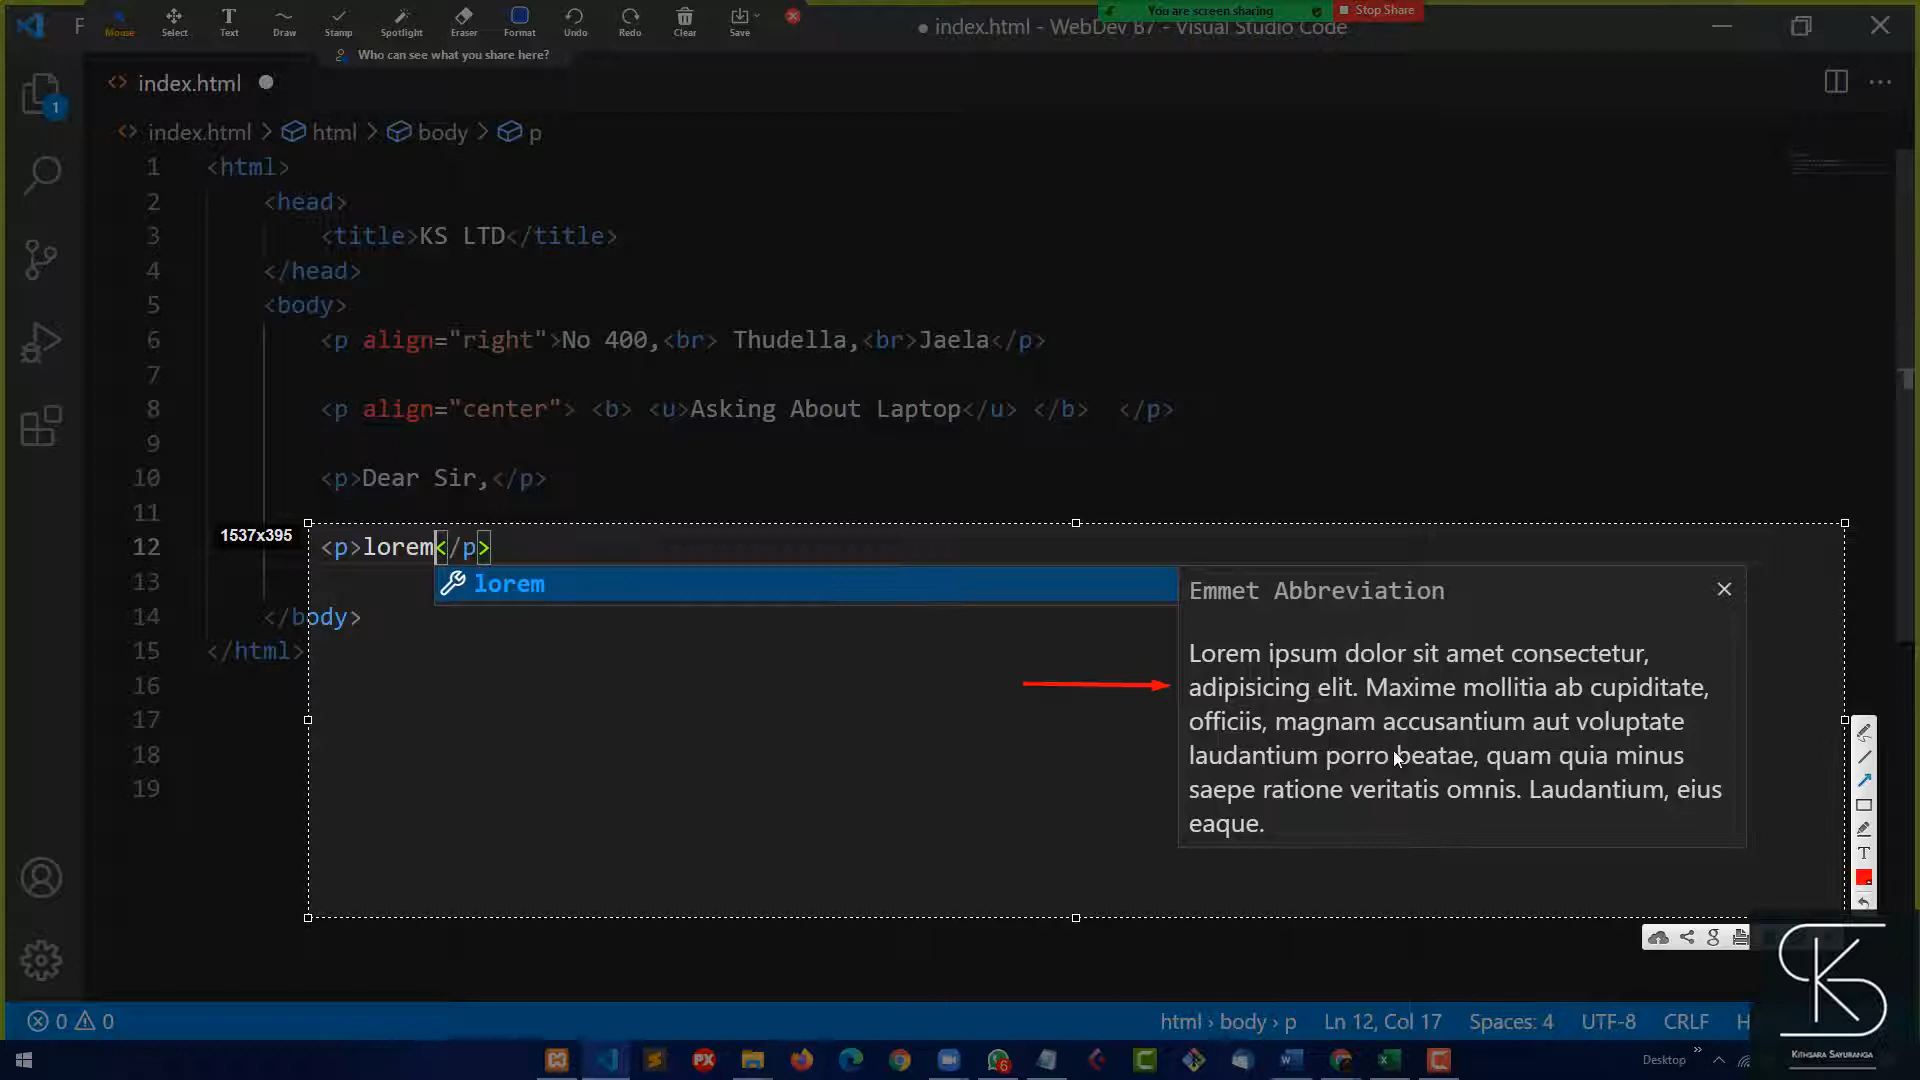 F
Mouse Select Text Draw Stamp Spotlight Eraser Format Undo Redo Clear Save
You are screen sharing Stop Share
● index.html - WebDev B7 - Visual Studio Code
Who can see what you share here?
<> index.html ●
1
<> index.html > html > body > p
1 <html>
2 <head>
3 <title>KS LTD</title>
4 </head>
5 <body>
6 <p align="right">No 400,<br> Thudella,<br>Jaela</p>
7
8 <p align="center"> <b> <u>Asking About Laptop</u> </b>  </p>
9
10 <p>Dear Sir,</p>
11
1537x395
12 <p>lorem</p>
13
lorem
Emmet Abbreviation
14 </body>
15 </html>
16
17
18
19
Lorem ipsum dolor sit amet consectetur,
adipisicing elit. Maxime mollitia ab cupiditate,
officiis, magnam accusantium aut voluptate
laudantium porro beatae, quam quia minus
saepe ratione veritatis omnis. Laudantium, eius
eaque.
T
g
0 0
html › body › p Ln 12, Col 17 Spaces: 4 UTF-8 CRLF H
KS
KITHSARA SAYURANGA
PX 6 W X C
Desktop